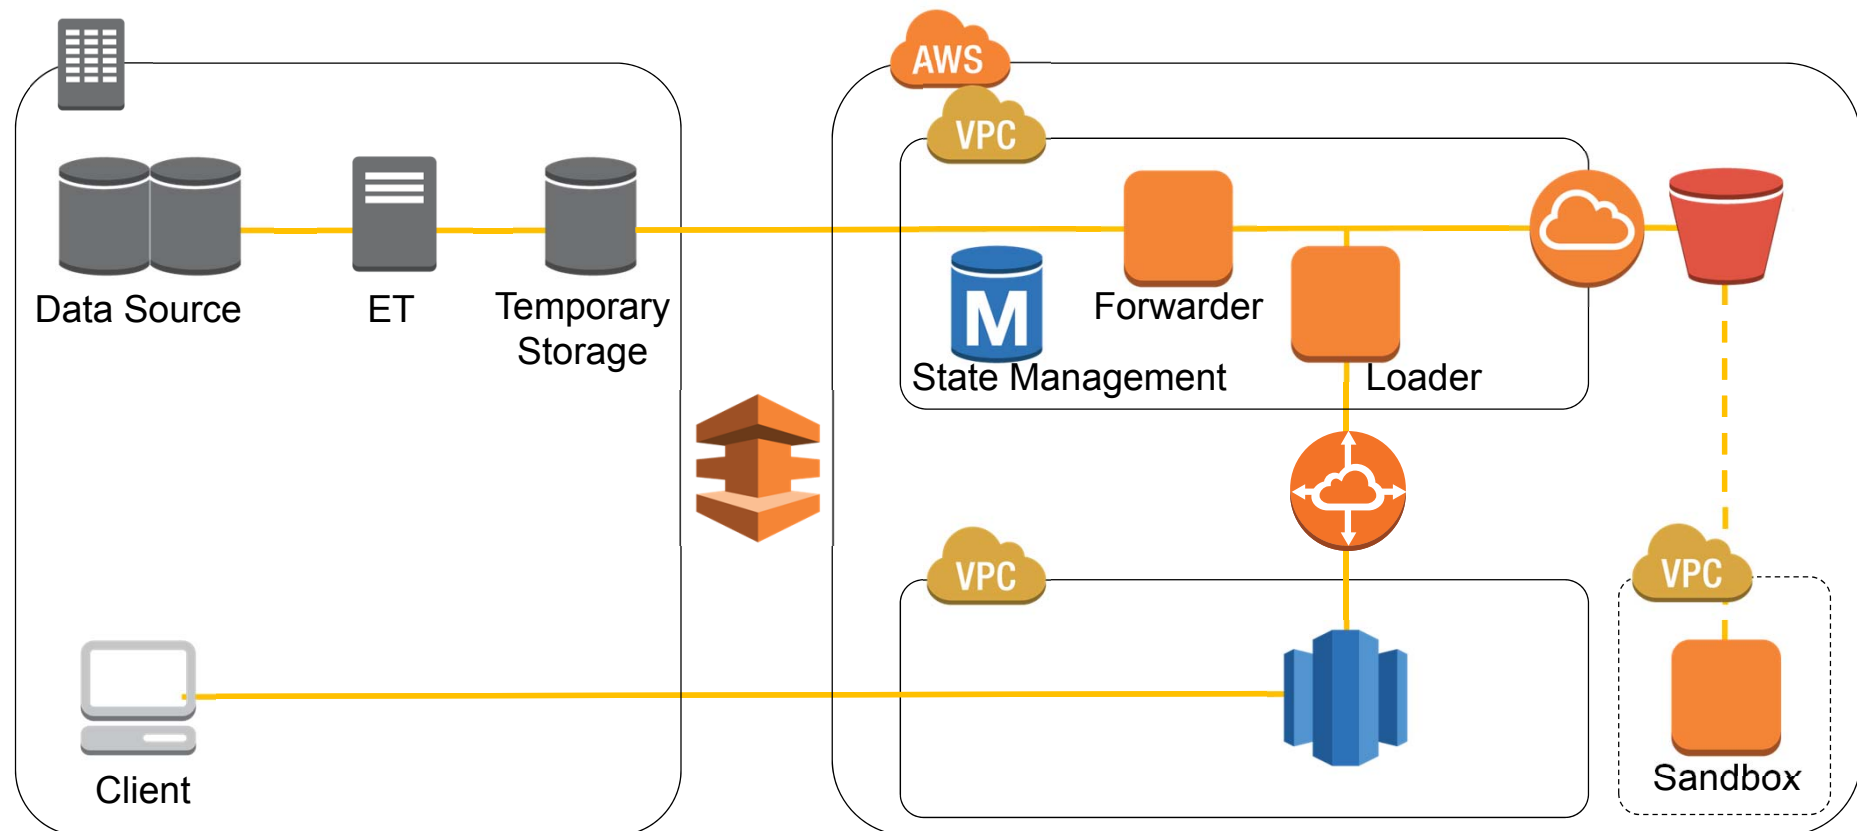 AWS
VPC
Data Source
ET
Temporary
Storage
M
State Management
Forwarder
Loader
VPC
VPC
Client
Sandbox